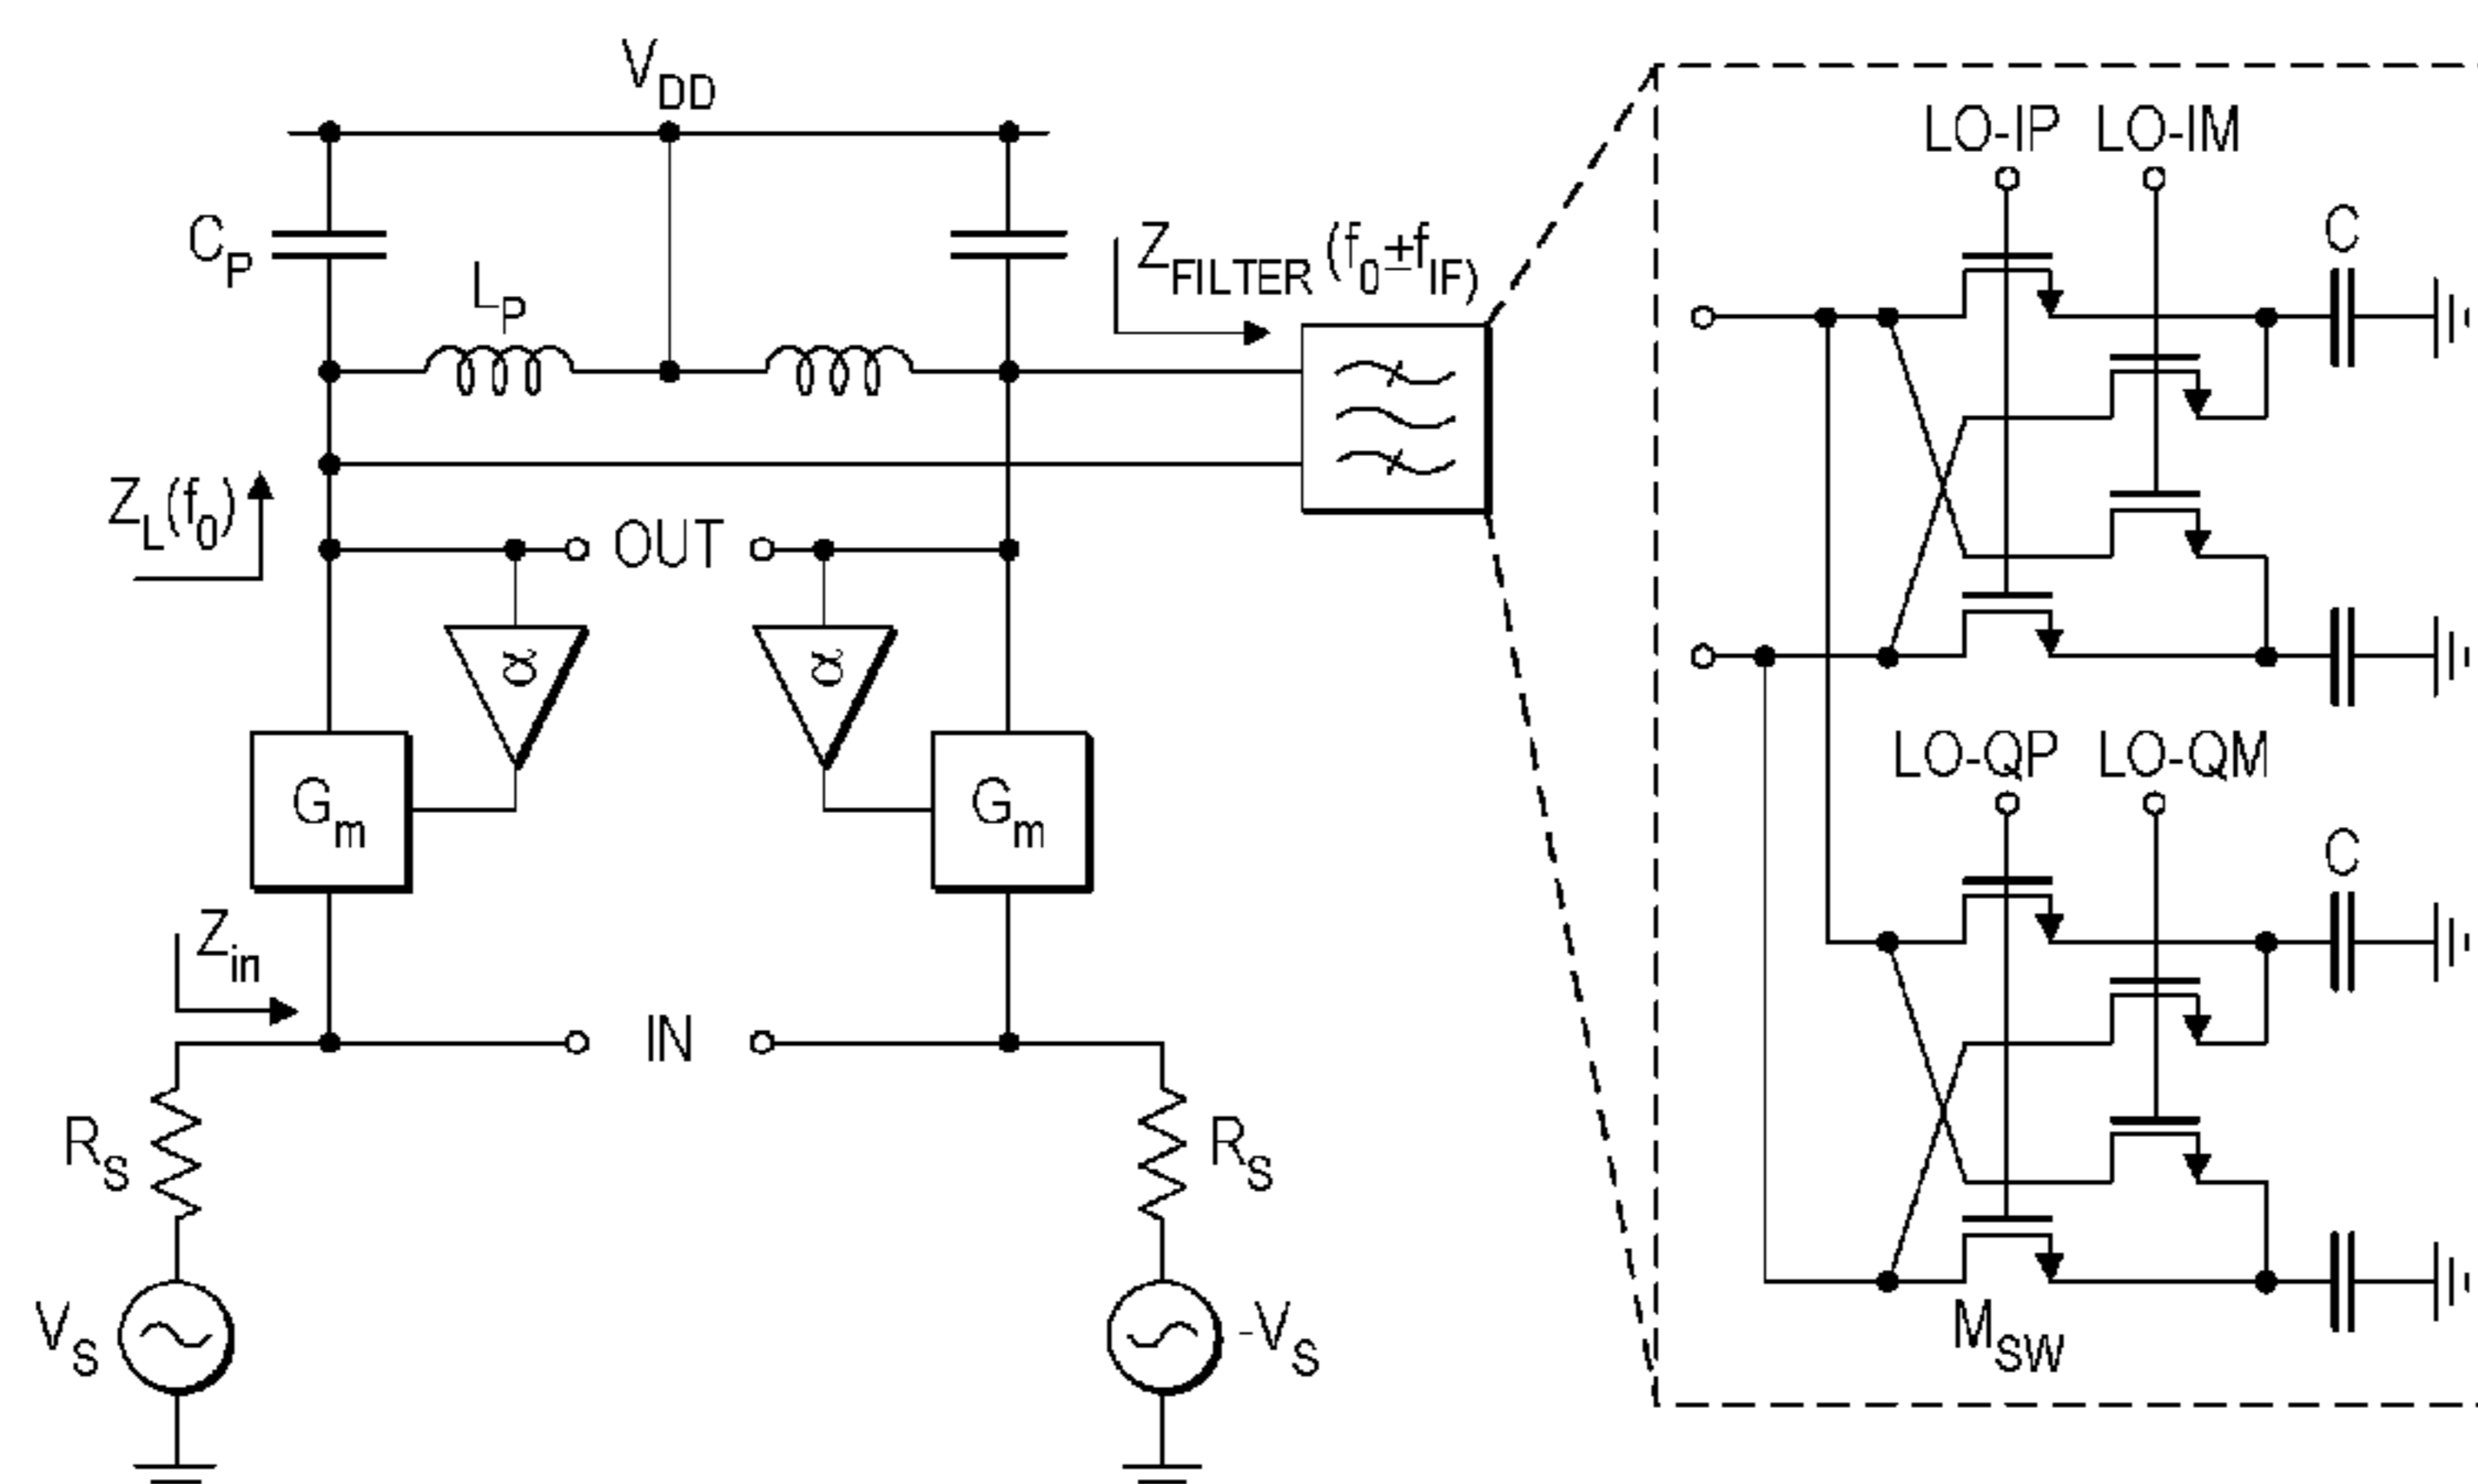 V_DD
C_P
L_P
Z_FILTER (f_0±f_IF)
Z_L(f_0)
OUT
α
α
G_m
G_m
Z_in
IN
R_S
R_S
V_S
-V_S
LO-IP LO-IM
C
LO-QP LO-QM
C
M_SW